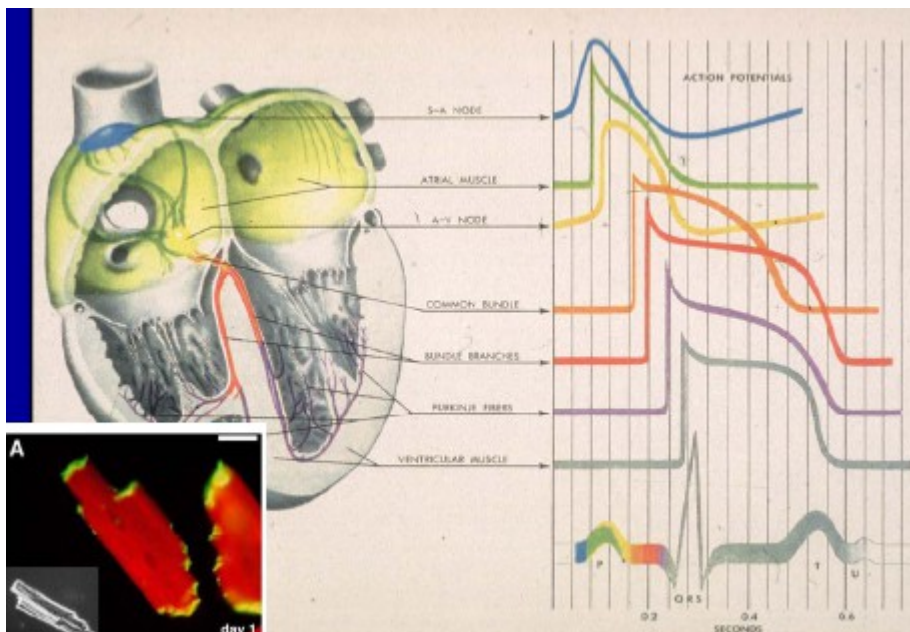 ACTION POTENTIALS
S-A NODE
ATRIAL MUSCLE
A-V NODE
COMMON BUNDLE
BUNDLE BRANCHES
PURKINJE FIBERS
VENTRICULAR MUSCLE
A
day 1
P
T
U
QRS
0.2 0.4 0.6
SECONDS